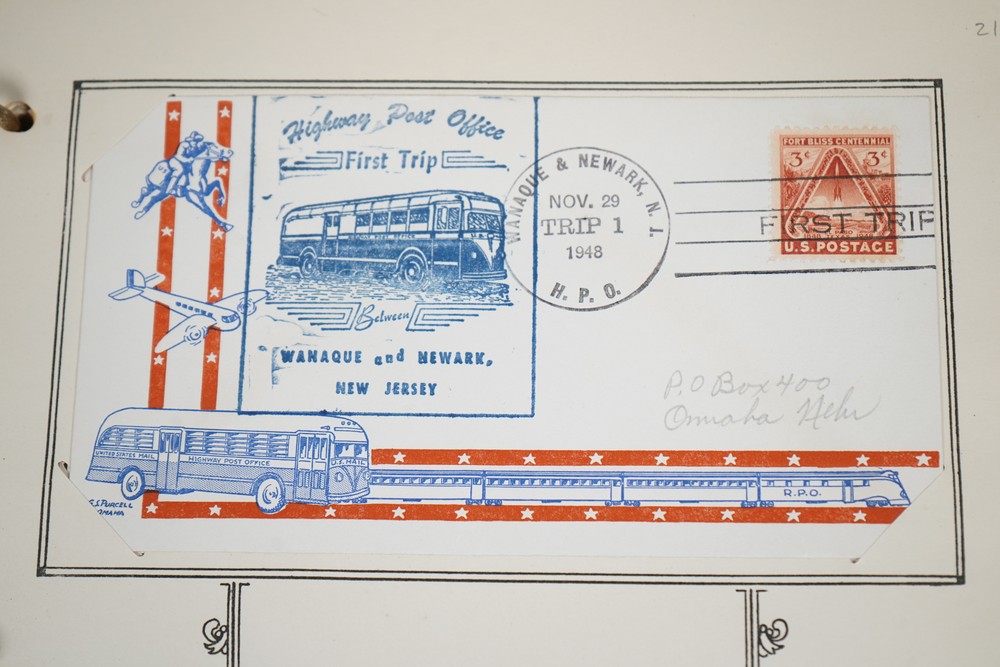 21
Highway Post Office
First Trip
Between
WANAQUE and NEWARK,
NEW JERSEY
WANAQUE & NEWARK, N. J.
NOV. 29
TRIP 1
1948
H. P. O.
FORT BLISS CENTENNIAL
3¢ 3¢
FIRST TRIP
U.S. POSTAGE
P.O Box 400
Omaha Nebr
UNITED STATES MAIL
HIGHWAY POST OFFICE
U.S. MAIL
R.P.O.
PURCELL
OMAHA